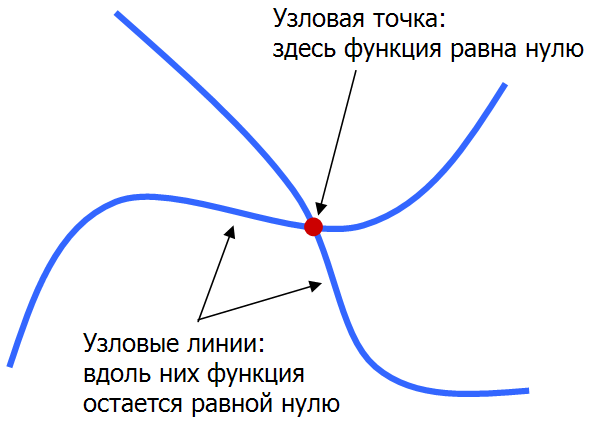 Узловая точка:
здесь функция равна нулю
Узловые линии:
вдоль них функция
остается равной нулю